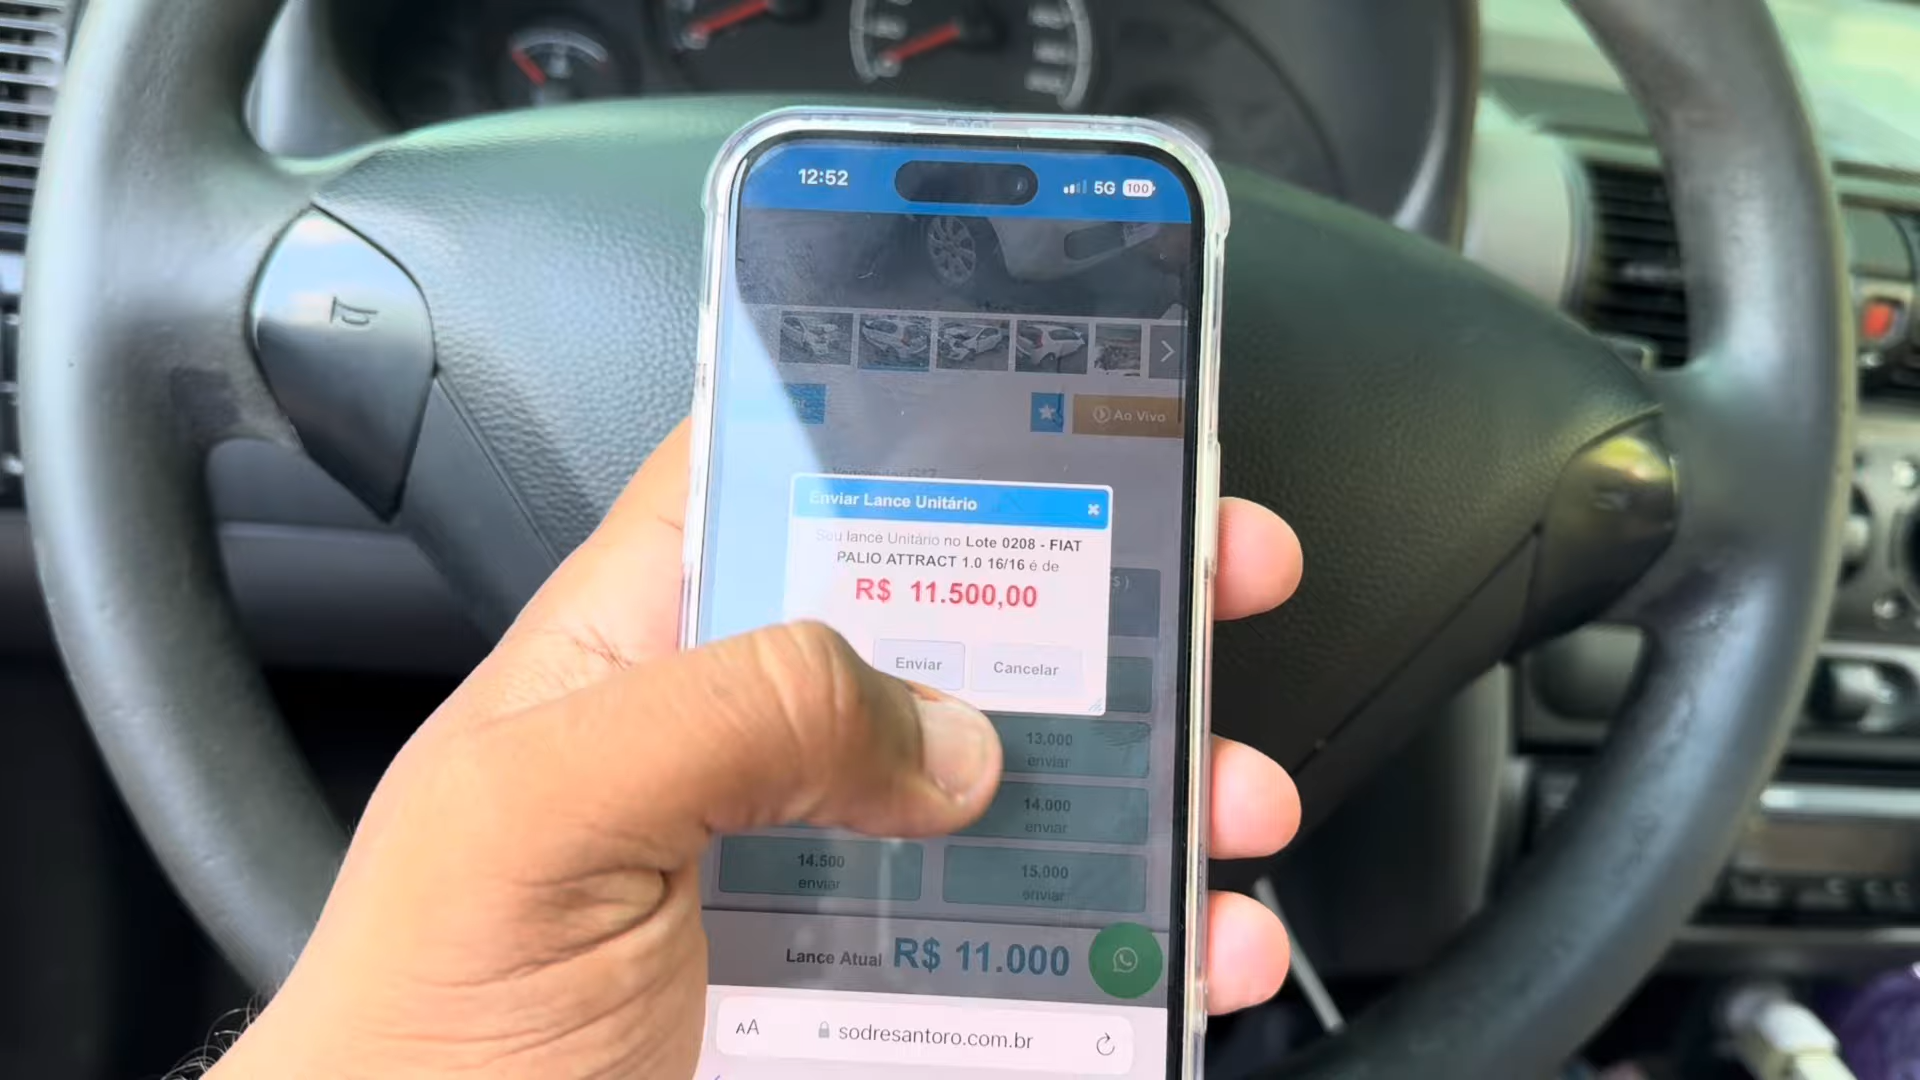 12:52
5G 100
Ao Vivo
Enviar Lance Unitário
Seu lance Unitário no Lote 0208 - FIAT
PALIO ATTRACT 1.0 16/16 é de
R$ 11.500,00
Enviar Cancelar
13.000
enviar
14.000
enviar
14.500 15.000
enviar enviar
Lance Atual R$ 11.000
AA sodresantoro.com.br